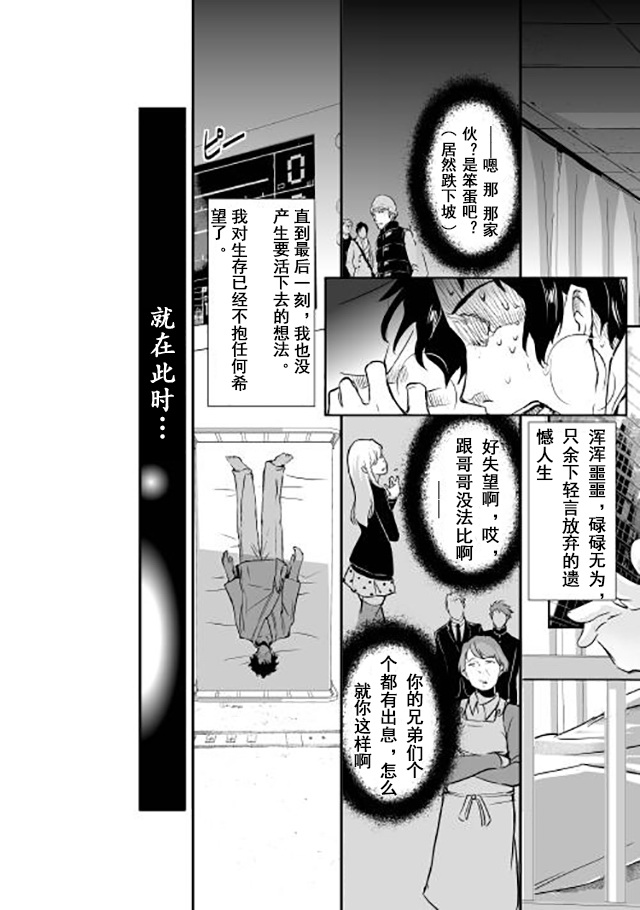 ——嗯 那 那家
伙？是笨蛋吧？
（居然跌下坡）
浑浑噩噩，碌碌无为，
只余下轻言放弃的遗
憾人生
好失望啊，哎，
跟哥哥没法比啊
——
你的兄弟们个
个都有出息，怎么
就你这样啊
ピー
0
直到最后一刻，我也没
产生要活下去的想法。
我对生存已经不抱任何希
望了。
就在此时…